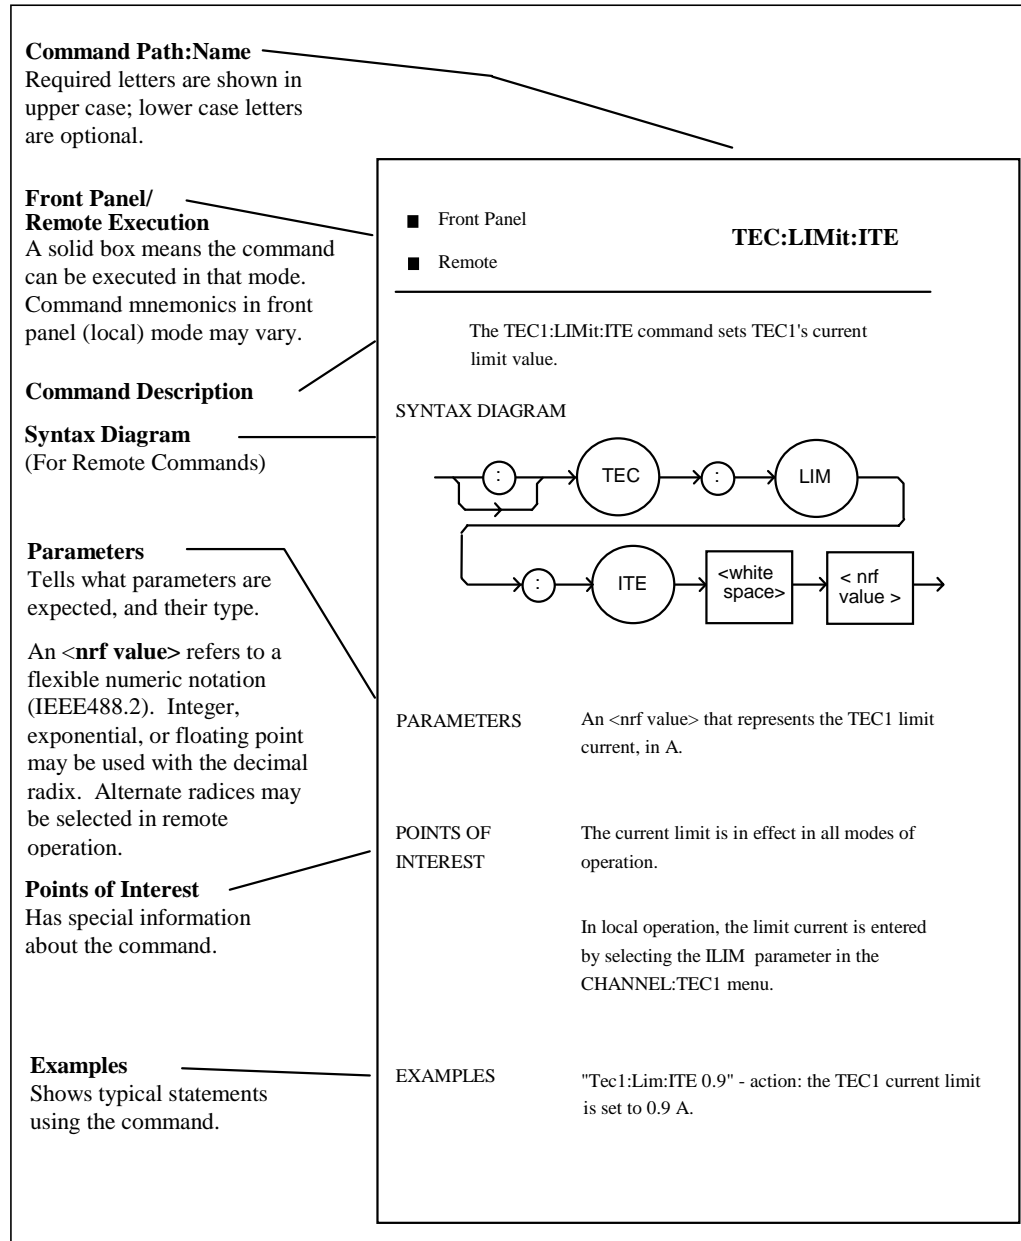 Command Path:Name
Required letters are shown in
upper case; lower case letters
are optional.
Front Panel/
Remote Execution
A solid box means the command
can be executed in that mode.
Command mnemonics in front
panel (local) mode may vary.
Command Description
Syntax Diagram
(For Remote Commands)
Parameters
Tells what parameters are
expected, and their type.
An <nrf value> refers to a
flexible numeric notation
(IEEE488.2). Integer,
exponential, or floating point
may be used with the decimal
radix. Alternate radices may
be selected in remote
operation.
Points of Interest
Has special information
about the command.
Examples
Shows typical statements
using the command.
Front Panel
Remote
TEC:LIMit:ITE
The TEC1:LIMit:ITE command sets TEC1's current
limit value.
SYNTAX DIAGRAM
: TEC : LIM
: ITE <white
space> < nrf
value >
PARAMETERS
An <nrf value> that represents the TEC1 limit
current, in A.
POINTS OF
INTEREST
The current limit is in effect in all modes of
operation.
In local operation, the limit current is entered
by selecting the ILIM parameter in the
CHANNEL:TEC1 menu.
EXAMPLES
"Tec1:Lim:ITE 0.9" - action: the TEC1 current limit
is set to 0.9 A.